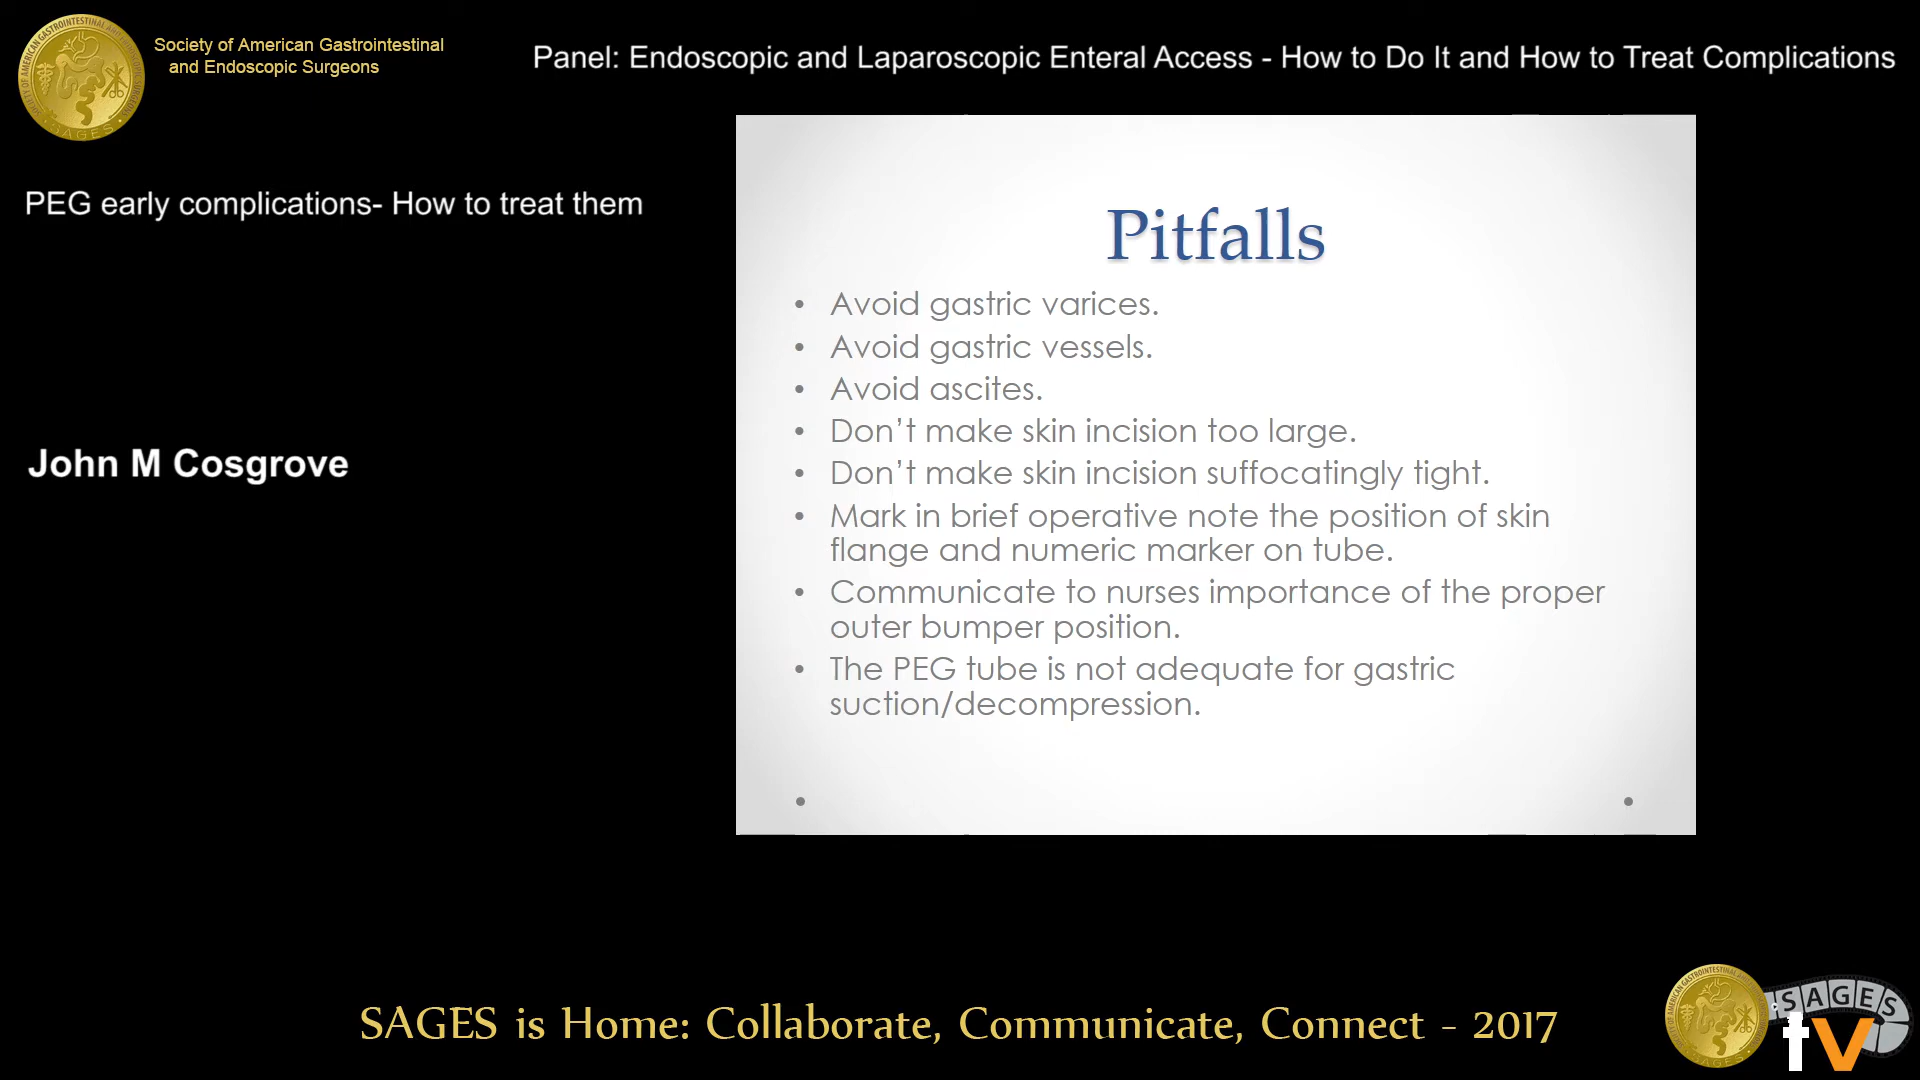 Society of American Gastrointestinal
and Endoscopic Surgeons
Panel: Endoscopic and Laparoscopic Enteral Access - How to Do It and How to Treat Complications
PEG early complications- How to treat them
John M Cosgrove
Pitfalls
• Avoid gastric varices.
• Avoid gastric vessels.
• Avoid ascites.
• Don’t make skin incision too large.
• Don’t make skin incision suffocatingly tight.
• Mark in brief operative note the position of skin
flange and numeric marker on tube.
• Communicate to nurses importance of the proper
outer bumper position.
• The PEG tube is not adequate for gastric
suction/decompression.
SAGES is Home: Collaborate, Communicate, Connect - 2017
SAGES
tv